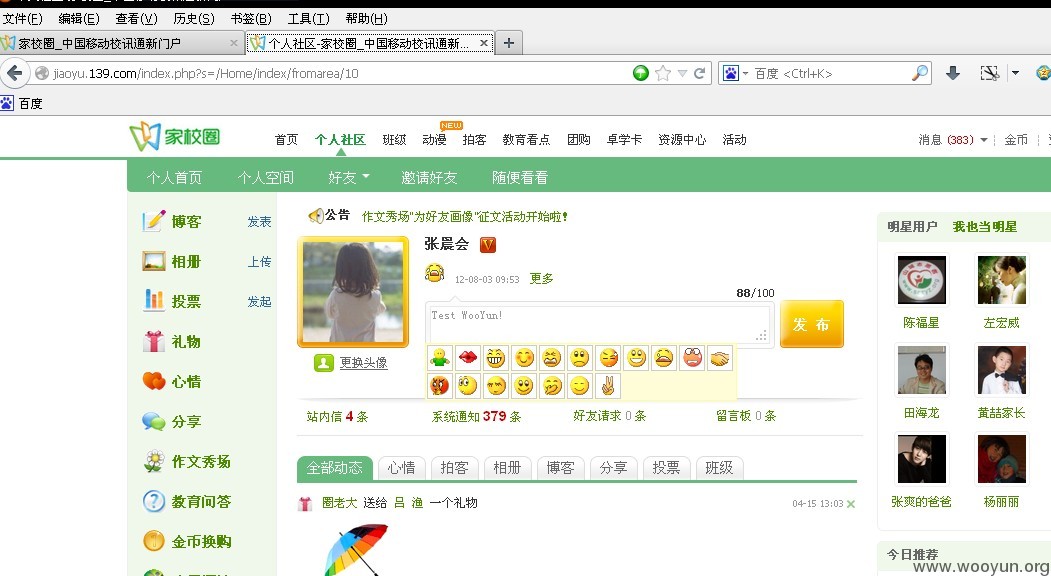 文件(F) 编辑(E) 查看(V) 历史(S) 书签(B) 工具(T) 帮助(H)
家校圈_中国移动校讯通新门户 × 个人社区-家校圈_中国移动校讯通新... × +
jiaoyu.139.com/index.php?s=/Home/index/fromarea/10 百度 <Ctrl+K>
百度
家校圈 首页 个人社区 班级 动漫 NEW 拍客 教育看点 团购 卓学卡 资源中心 活动 消息 (383) 金币
个人首页 个人空间 好友 邀请好友 随便看看
博客 发表
相册 上传
投票 发起
礼物
心情
分享
作文秀场
教育问答
金币换购
公告 作文秀场"为好友画像"征文活动开始啦!
张晨会 V
12-08-03 09:53 更多
88/100
Test WooYun!
发 布
更换头像
站内信 4 条 系统通知 379 条 好友请求 0 条 留言板 0 条
全部动态 心情 拍客 相册 博客 分享 投票 班级
圈老大 送给 吕 渔 一个礼物 04-15 13:03 ×
明星用户 我也当明星
陈福星 左宏威
田海龙 黄喆家长
张爽的爸爸 杨丽丽
今日推荐
www.wooyun.org